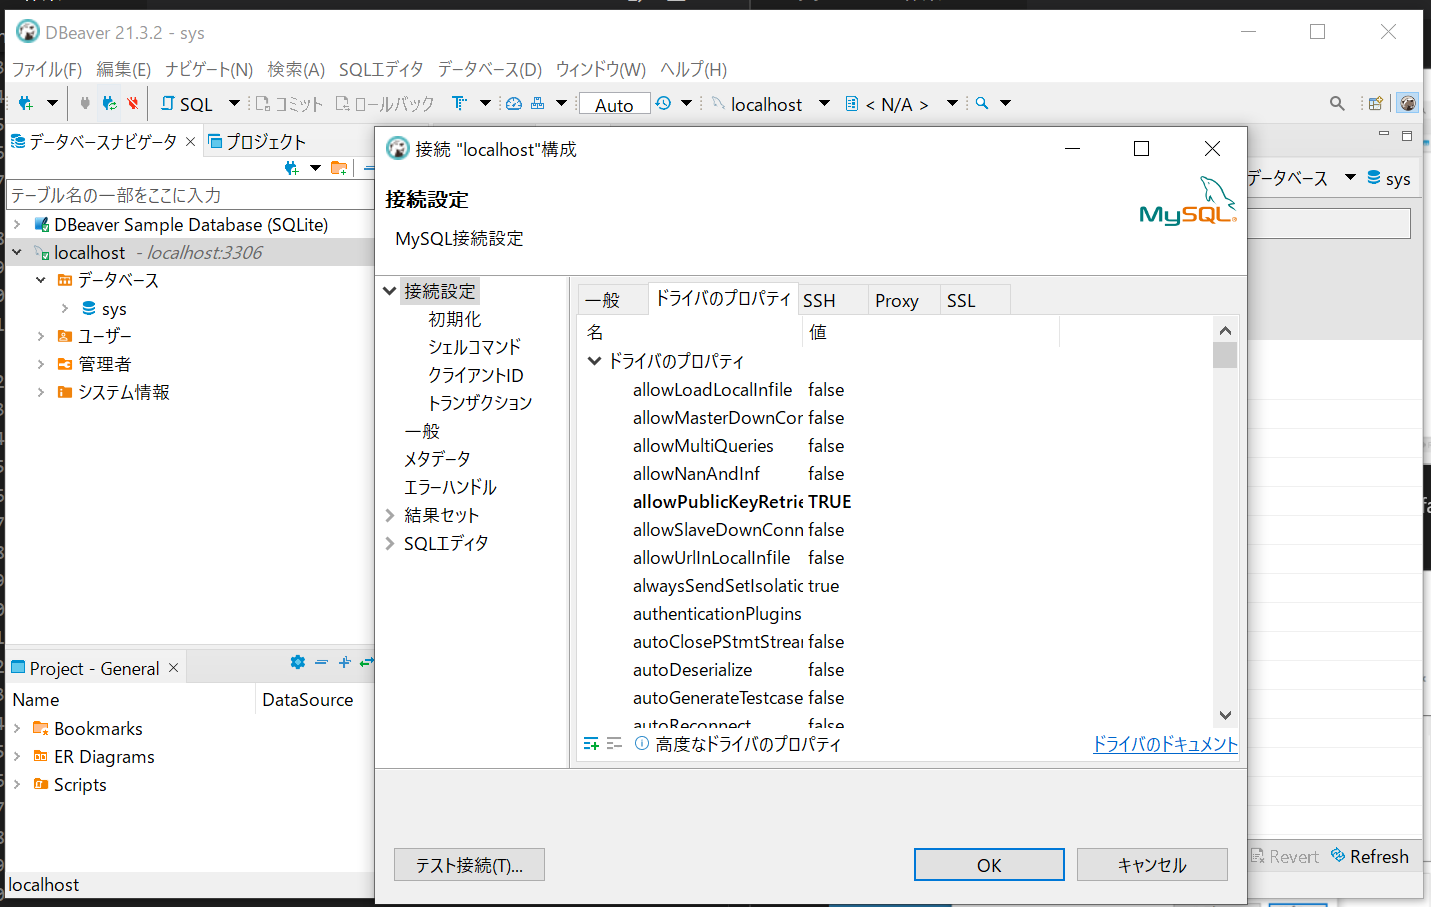 DBeaver 21.3.2 - sys
ファイル(F) 編集(E) ナビゲート(N) 検索(A) SQLエディタ データベース(D) ウィンドウ(W) ヘルプ(H)
SQL コミット ロールバック Auto localhost < N/A >
データベースナビゲータ プロジェクト
テーブル名の一部をここに入力
DBeaver Sample Database (SQLite)
localhost - localhost:3306
データベース
sys
ユーザー
管理者
システム情報
Project - General
Name DataSource
Bookmarks
ER Diagrams
Scripts
localhost
接続 "localhost"構成
接続設定
MySQL接続設定
MySQL
接続設定
初期化
シェルコマンド
クライアントID
トランザクション
一般
メタデータ
エラーハンドル
結果セット
SQLエディタ
一般 ドライバのプロパティ SSH Proxy SSL
名 値
ドライバのプロパティ
allowLoadLocalInfile false
allowMasterDownCor false
allowMultiQueries false
allowNanAndInf false
allowPublicKeyRetrie TRUE
allowSlaveDownConn false
allowUrlInLocalInfile false
alwaysSendSetIsolatic true
authenticationPlugins
autoClosePStmtStrear false
autoDeserialize false
autoGenerateTestcase false
autoReconnect false
高度なドライバのプロパティ ドライバのドキュメント
テスト接続(T)... OK キャンセル
データベース sys
Revert Refresh